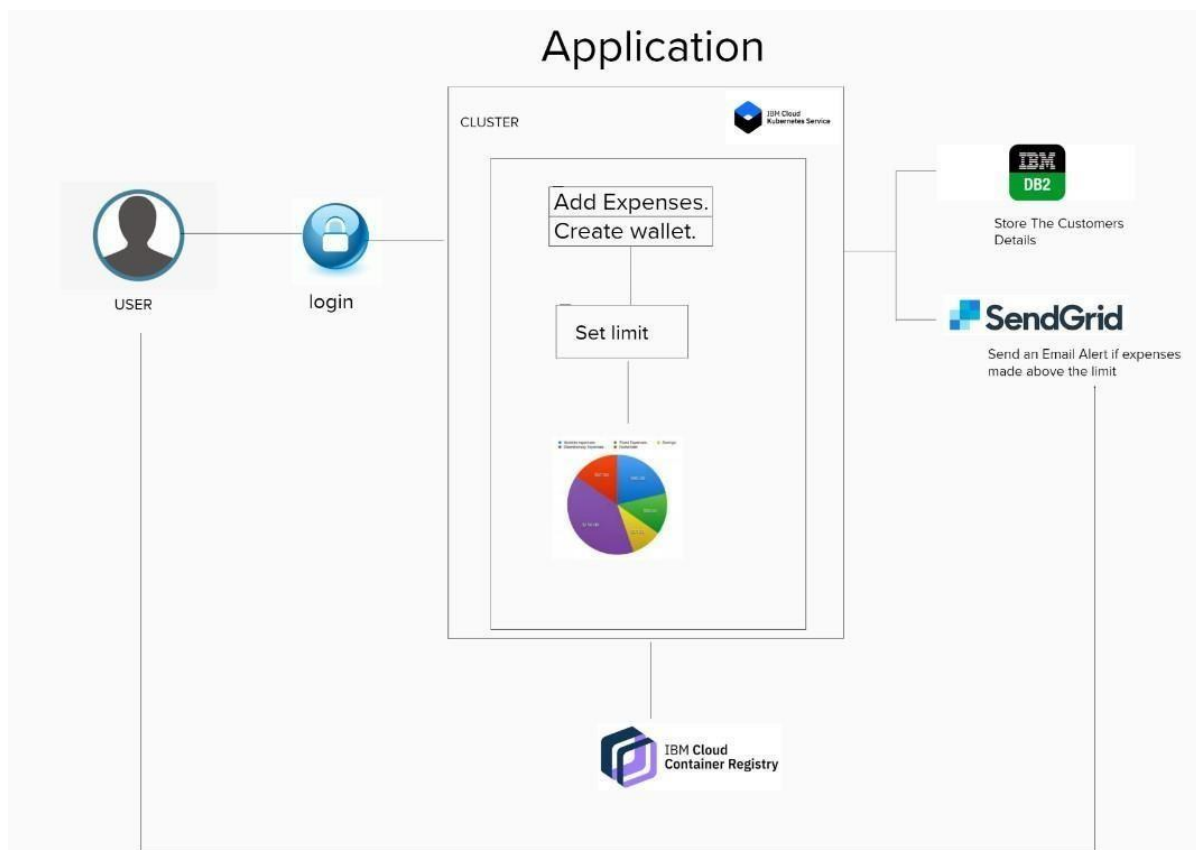 Application
CLUSTER
IBM Cloud
Kubernetes Service
Add Expenses.
Create wallet.
IBM
DB2
Store The Customers
Details
USER
login
Set limit
SendGrid
Send an Email Alert if expenses
made above the limit
IBM Cloud
Container Registry